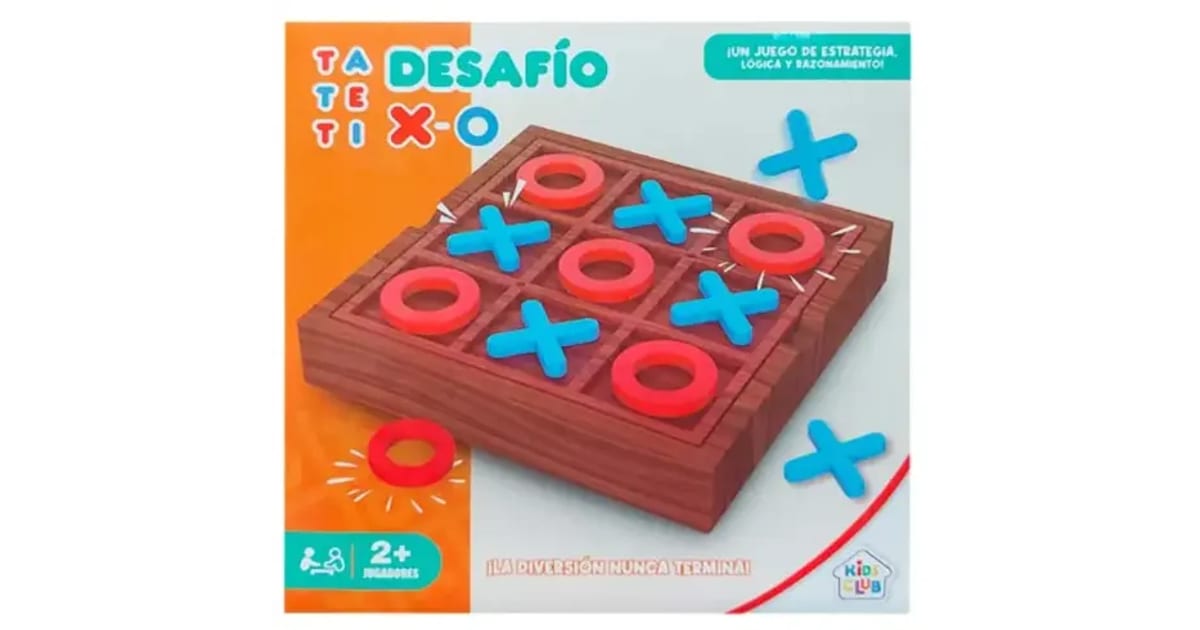 TA DESAFÍO
TE X-O
TI
¡UN JUEGO DE ESTRATEGIA,
LÓGICA Y RAZONAMIENTO!
2+
JUGADORES
¡LA DIVERSIÓN NUNCA TERMINA!
KIDS
CLUB